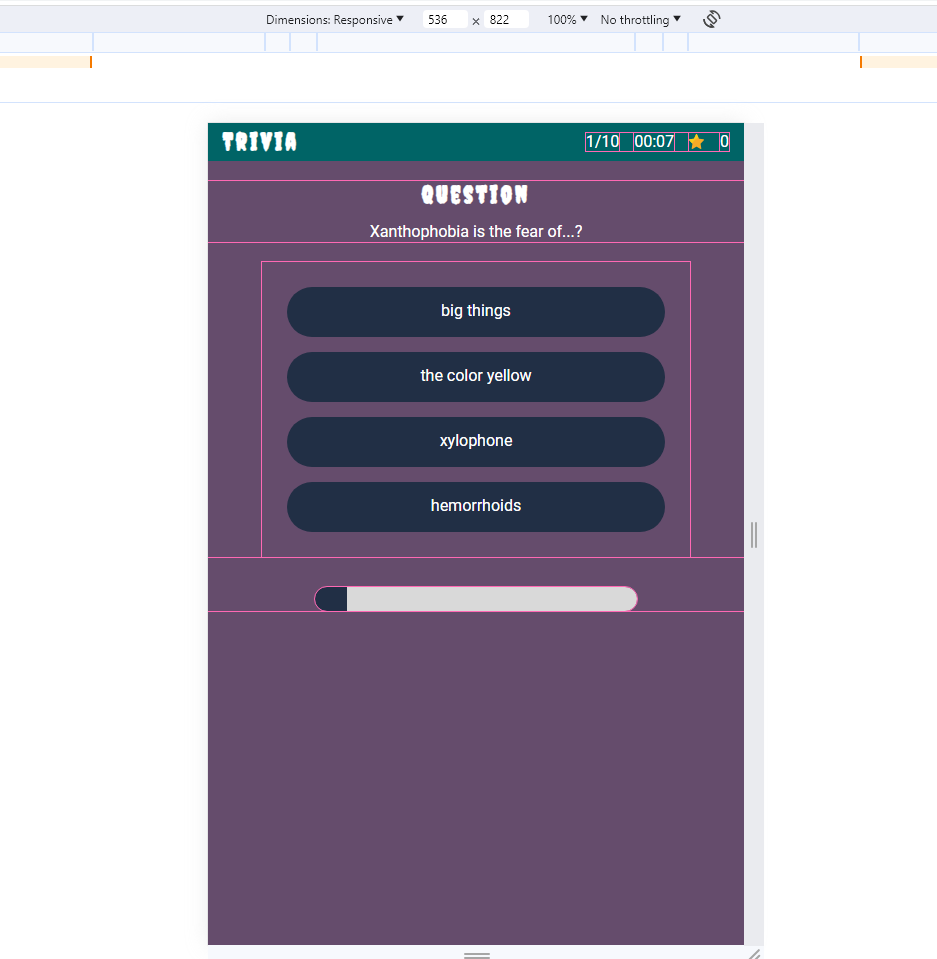 Dimensions: Responsive 536 × 822 100% No throttling
TRIVIA 1/10 00:07 0
QUESTION
Xanthophobia is the fear of...?
big things
the color yellow
xylophone
hemorrhoids